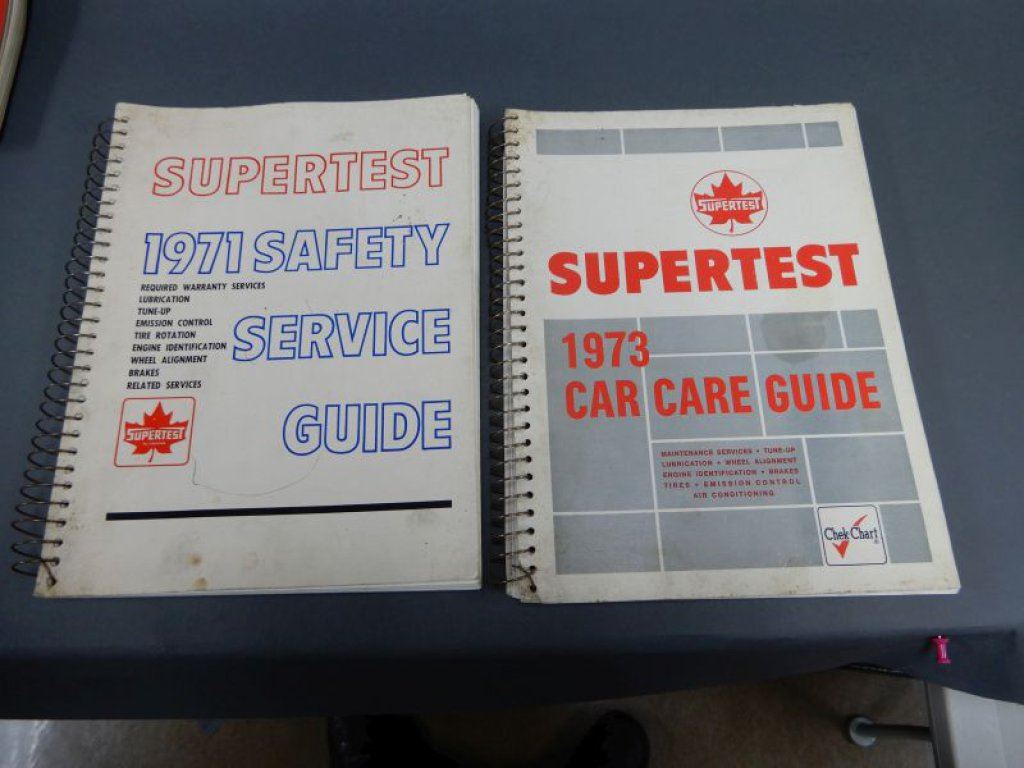 SUPERTEST
1971 SAFETY
SERVICE
GUIDE
REQUIRED WARRANTY SERVICES
LUBRICATION
TUNE-UP
EMISSION CONTROL
TIRE ROTATION
ENGINE IDENTIFICATION
WHEEL ALIGNMENT
BRAKES
RELATED SERVICES
SUPERTEST
SUPERTEST
SUPERTEST
1973
CAR CARE GUIDE
MAINTENANCE SERVICES • TUNE-UP
LUBRICATION • WHEEL ALIGNMENT
ENGINE IDENTIFICATION • BRAKES
TIRES • EMISSION CONTROL
AIR CONDITIONING
Chek Chart®